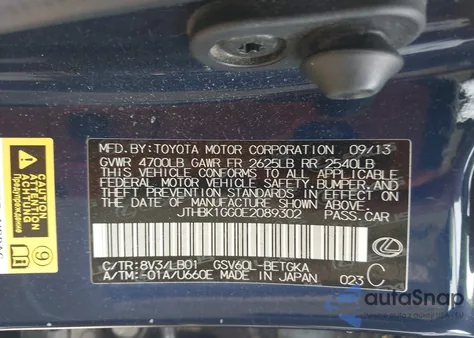 MFD.BY:TOYOTA MOTOR CORPORATION 09/13
GVWR 4700LB GAWR FR 2625LB RR 2540LB
THIS VEHICLE CONFORMS TO ALL APPLICABLE
FEDERAL MOTOR VEHICLE SAFETY,BUMPER,AND
THEFT PREVENTION STANDARDS IN EFFECT ON
THE DATE OF MANUFACTURE SHOWN ABOVE.
JTHBK1GG0E2089302 PASS.CAR
C/TR:8V3/LB01 GSV60L-BETGKA
A/TM:-01A/U660E MADE IN JAPAN 023 C
9
autoSnap